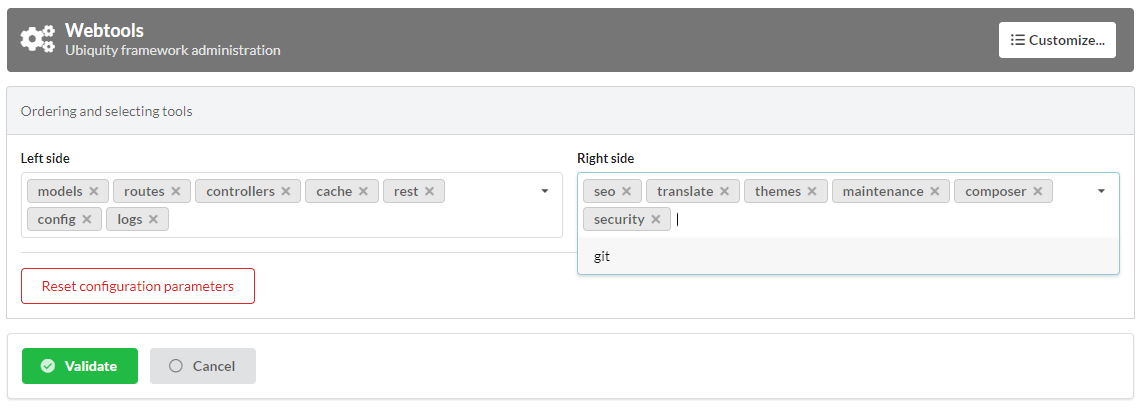 Webtools
Ubiquity framework administration
Customize...
Ordering and selecting tools
Left side
models routes controllers cache rest
config logs
Right side
seo translate themes maintenance composer
security
git
Reset configuration parameters
Validate
Cancel